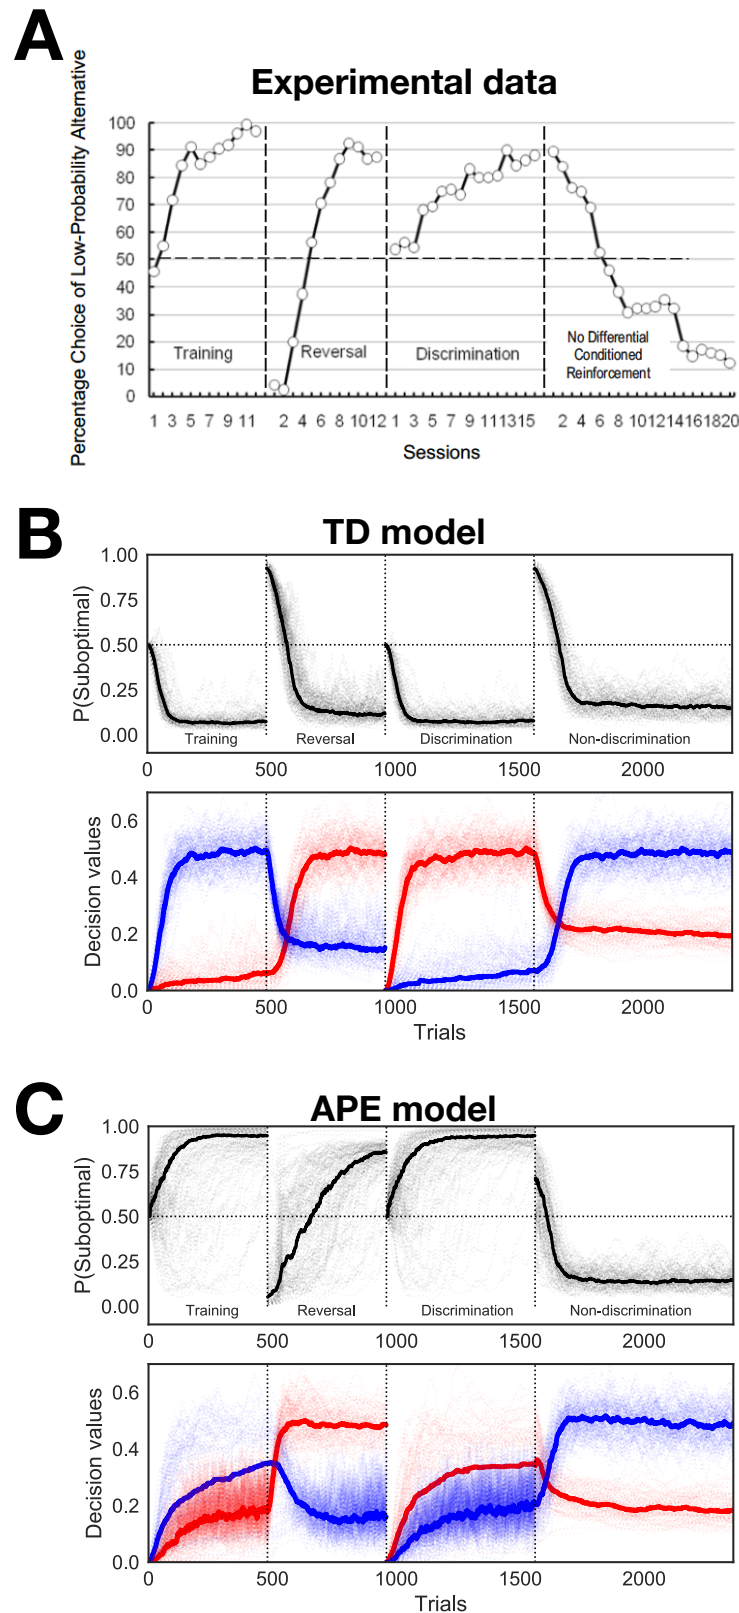 A
Experimental data
Percentage Choice of Low-Probability Alternative
100
90
80
70
60
50
40
30
20
10
0
Training
Reversal
Discrimination
No Differential
Conditioned
Reinforcement
1 3 5 7 9 11 2 4 6 8 10 12 1 3 5 7 9 11 13 15 2 4 6 8 10 12 14 16 18 20
Sessions
B
TD model
P(Suboptimal)
1.00
0.75
0.50
0.25
0.00
Training Reversal Discrimination Non-discrimination
0 500 1000 1500 2000
Decision values
0.6
0.4
0.2
0.0
0 500 1000 1500 2000
Trials
C
APE model
P(Suboptimal)
1.00
0.75
0.50
0.25
0.00
Training Reversal Discrimination Non-discrimination
0 500 1000 1500 2000
Decision values
0.6
0.4
0.2
0.0
0 500 1000 1500 2000
Trials